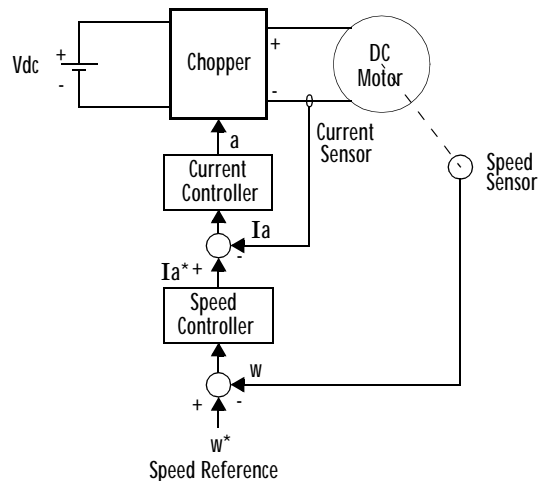 Vdc
+
-
Chopper
+
-
DC
Motor
Current
Sensor
Speed
Sensor
a
Current
Controller
Ia
-
Ia* +
Speed
Controller
w
+
-
w*
Speed Reference